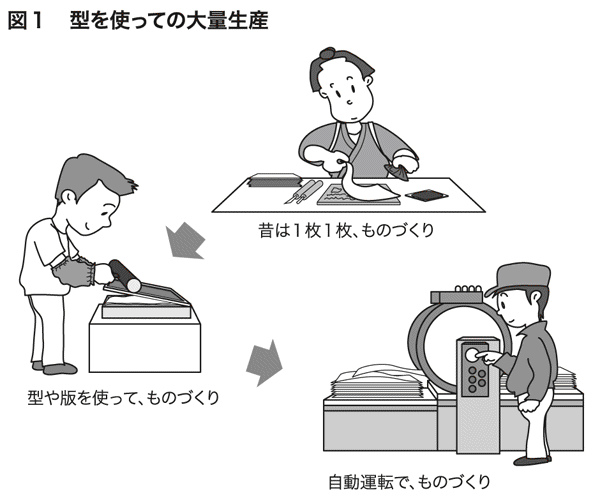 図1　型を使っての大量生産
昔は1枚1枚、ものづくり
型や版を使って、ものづくり
自動運転で、ものづくり